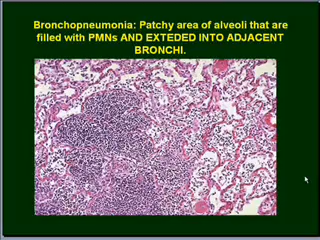 Bronchopneumonia: Patchy area of alveoli that are
filled with PMNs AND EXTEDED INTO ADJACENT
BRONCHI.